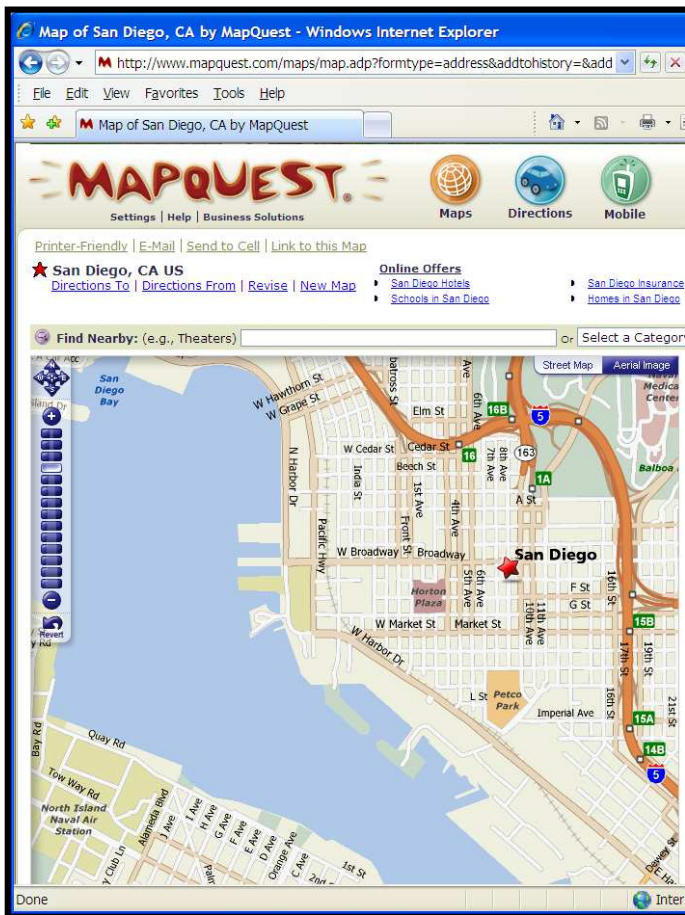 Map of San Diego, CA by MapQuest - Windows Internet Explorer
http://www.mapquest.com/maps/map.adp?formtype=address&addtohistory=&add
File Edit View Favorites Tools Help
Map of San Diego, CA by MapQuest
MAPQUEST.
Settings | Help | Business Solutions
Maps Directions Mobile
Printer-Friendly | E-Mail | Send to Cell | Link to this Map
San Diego, CA US
Directions To | Directions From | Revise | New Map
Online Offers
San Diego Hotels
San Diego Insurance
Schools in San Diego
Homes in San Diego
Find Nearby: (e.g., Theaters) Or Select a Category
Street Map Aerial Image
San
Diego
Bay
W Hawthorn St
W Grape St
Elm St
6th Ave
16B
5
Medic
Center
W Cedar St
Cedar St
16
163
Beech St
7th Ave
8th Ave
1A
Balboa
N Harbor Dr
India St
1st Ave
4th Ave
A St
Pacific Hwy
Front St
W Broadway
Broadway
San Diego
Horton
Plaza
5th Ave
6th Ave
F St
G St
16th St
10th Ave
11th Ave
W Market St
Market St
15B
W Harbor Dr
17th St
19th St
Revert
L St
Petco
Park
Imperial Ave
16th St
21st St
15A
14B
5
Bay Rd
Quay Rd
Tow Way Rd
North Island
Naval Air
Station
Alameda Blvd
J Ave
I Ave
H Ave
G Ave
F Ave
E Ave
D Ave
Orange Ave
C Ave
1st St
Dewey St
Done
Inter